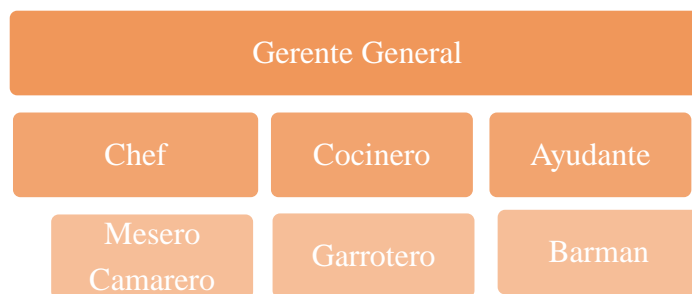 Gerente General
Chef
Cocinero
Ayudante
Mesero
Camarero
Garrotero
Barman